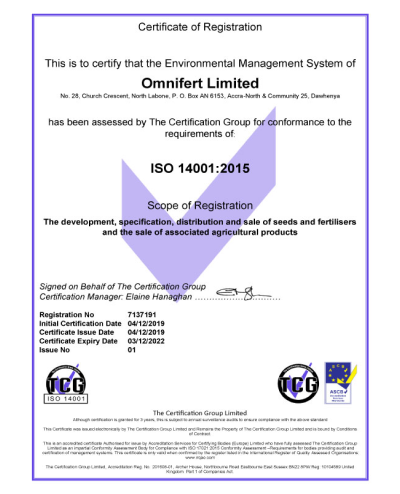 Certificate of Registration
This is to certify that the Environmental Management System of
Omnifert Limited
No. 28, Church Crescent, North Labone, P. O. Box AN 6153, Accra-North & Community 25, Dawhenya
has been assessed by The Certification Group for conformance to the
requirements of:
ISO 14001:2015
Scope of Registration
The development, specification, distribution and sale of seeds and fertilisers
and the sale of associated agricultural products
Signed on Behalf of The Certification Group
Certification Manager: Elaine Hanaghan
Registration No 7137191
Initial Certification Date 04/12/2019
Certificate Issue Date 04/12/2019
Certificate Expiry Date 03/12/2022
Issue No 01
TCG
ISO 14001
TCG
ASCB
The Certification Group Limited
Although certification is granted for 3 years, this is subject to annual surveillance audits to ensure compliance with the above standard
This Certificate was issued electronically by The Certification Group Limited and Remains the Property of The Certification Group Limited and is bound by Conditions
of Contract
This is an accredited certificate Authorised for issue by Accreditation Services for Certifying Bodies (Europe) Limited who have fully assessed The Certification Group
Limited as an Impartial Conformity Assessment Body for Compliance with ISO 17021:2015 Conformity Assessment –Requirements for bodies providing audit and
certification of management systems. This certificate is only valid when confirmed by the register listed in the International Register of Quality Assessed Organisations
The Certification Group Limited, Accreditation Reg. No. Archer House, Northbourne Road Eastbourne East Sussex BN22 8PW Reg. United
Kingdom. Part 1 of Companies Act